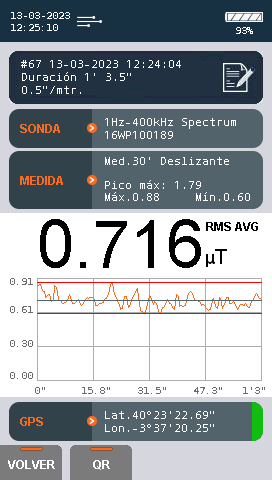 13-03-2023
12:25:10
93%
#67 13-03-2023 12:24:04
Duración 1' 3.5"
0.5"/mtr.
SONDA
1Hz-400kHz Spectrum
16WP100189
MEDIDA
Med.30' Deslizante
Pico máx: 1.79
Máx.0.88 Mín.0.60
0.716 RMS AVG
µT
0.91
0.61
0.30
0.00
0" 15.8" 31.5" 47.3" 1'3"
GPS
Lat.40°23'22.69"
Lon.-3°37'20.25"
VOLVER QR